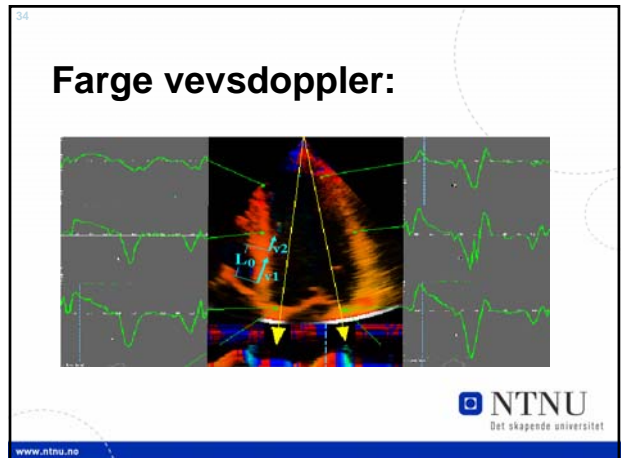 34
Farge vevsdoppler:
v2
L0
v1
NTNU
Det skapende universitet
www.ntnu.no